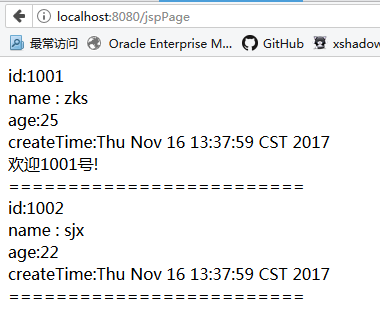 localhost:8080/jspPage
最常访问 Oracle Enterprise M... GitHub xshadow
id:1001
name : zks
age:25
createTime:Thu Nov 16 13:37:59 CST 2017
欢迎1001号!
=========================
id:1002
name : sjx
age:22
createTime:Thu Nov 16 13:37:59 CST 2017
=========================